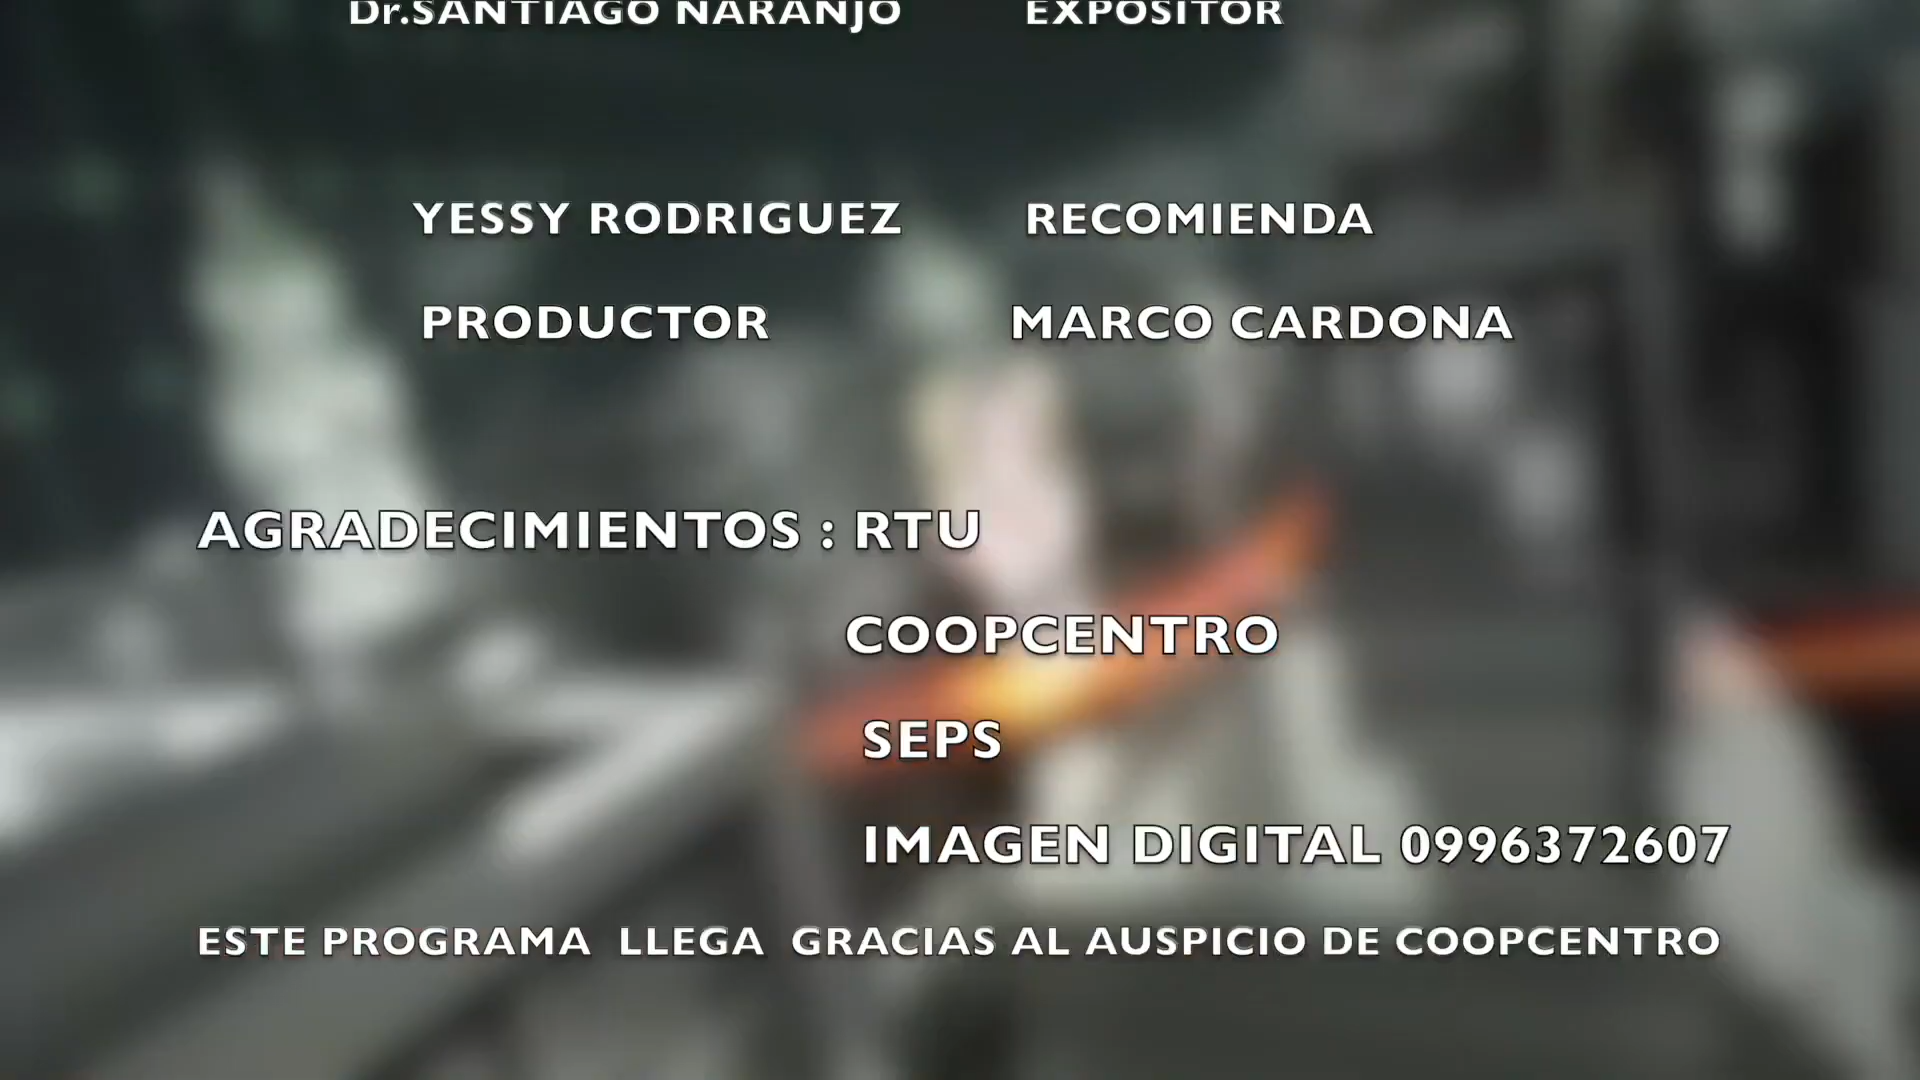 Dr.SANTIAGO NARANJO EXPOSITOR
YESSY RODRIGUEZ RECOMIENDA
PRODUCTOR MARCO CARDONA
AGRADECIMIENTOS : RTU
COOPCENTRO
SEPS
IMAGEN DIGITAL 0996372607
ESTE PROGRAMA LLEGA GRACIAS AL AUSPICIO DE COOPCENTRO